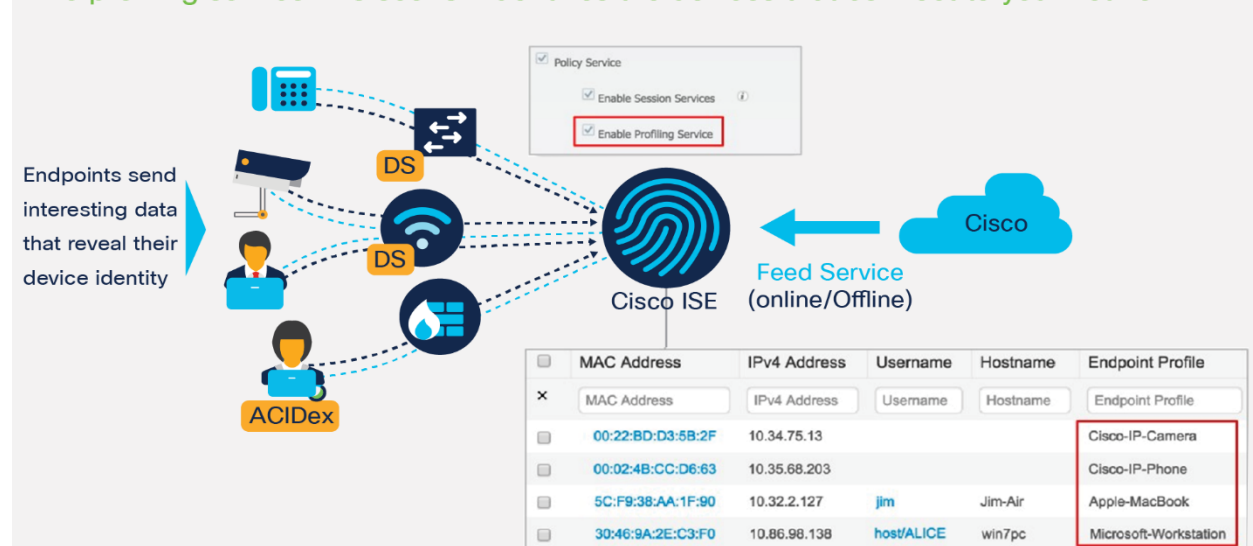 Policy Service
Enable Session Services
Enable Profiling Service
DS
Endpoints send
interesting data
that reveal their
device identity
DS
Cisco
Feed Service
(online/Offline)
Cisco ISE
ACIDex
MAC Address IPv4 Address Username Hostname Endpoint Profile
MAC Address IPv4 Address Username Hostname Endpoint Profile
00:22:BD:D3:5B:2F 10.34.75.13 Cisco-IP-Camera
00:02:4B:CC:D6:63 10.35.68.203 Cisco-IP-Phone
5C:F9:38:AA:1F:90 10.32.2.127 jim Jim-Air Apple-MacBook
30:46:9A:2E:C3:F0 10.86.98.138 host/ALICE win7pc Microsoft-Workstation